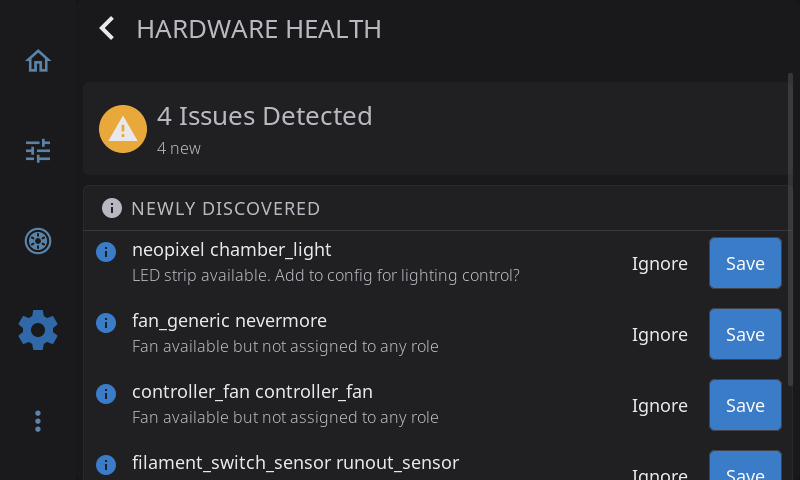 HARDWARE HEALTH
4 Issues Detected
4 new
NEWLY DISCOVERED
neopixel chamber_light
LED strip available. Add to config for lighting control?
Ignore
Save
fan_generic nevermore
Fan available but not assigned to any role
Ignore
Save
controller_fan controller_fan
Fan available but not assigned to any role
Ignore
Save
filament_switch_sensor runout_sensor
Ignore
Save